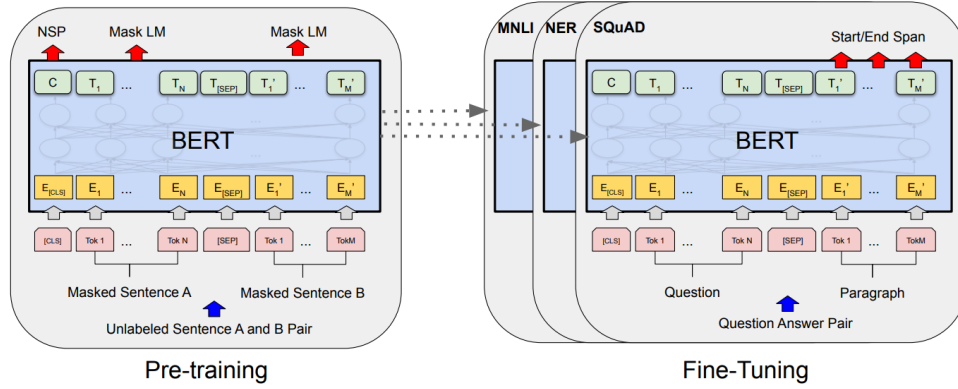 NSP Mask LM Mask LM
C T1 ... TN T[SEP] T1' ... TM'
BERT
E[CLS] E1 ... EN E[SEP] E1' ... EM'
[CLS] Tok 1 ... Tok N [SEP] Tok 1 ... TokM
Masked Sentence A Masked Sentence B
Unlabeled Sentence A and B Pair
Pre-training
MNLI NER SQuAD
Start/End Span
C T1 ... TN T[SEP] T1' ... TM'
BERT
E[CLS] E1 ... EN E[SEP] E1' ... EM'
[CLS] Tok 1 ... Tok N [SEP] Tok 1 ... TokM
Question Paragraph
Question Answer Pair
Fine-Tuning